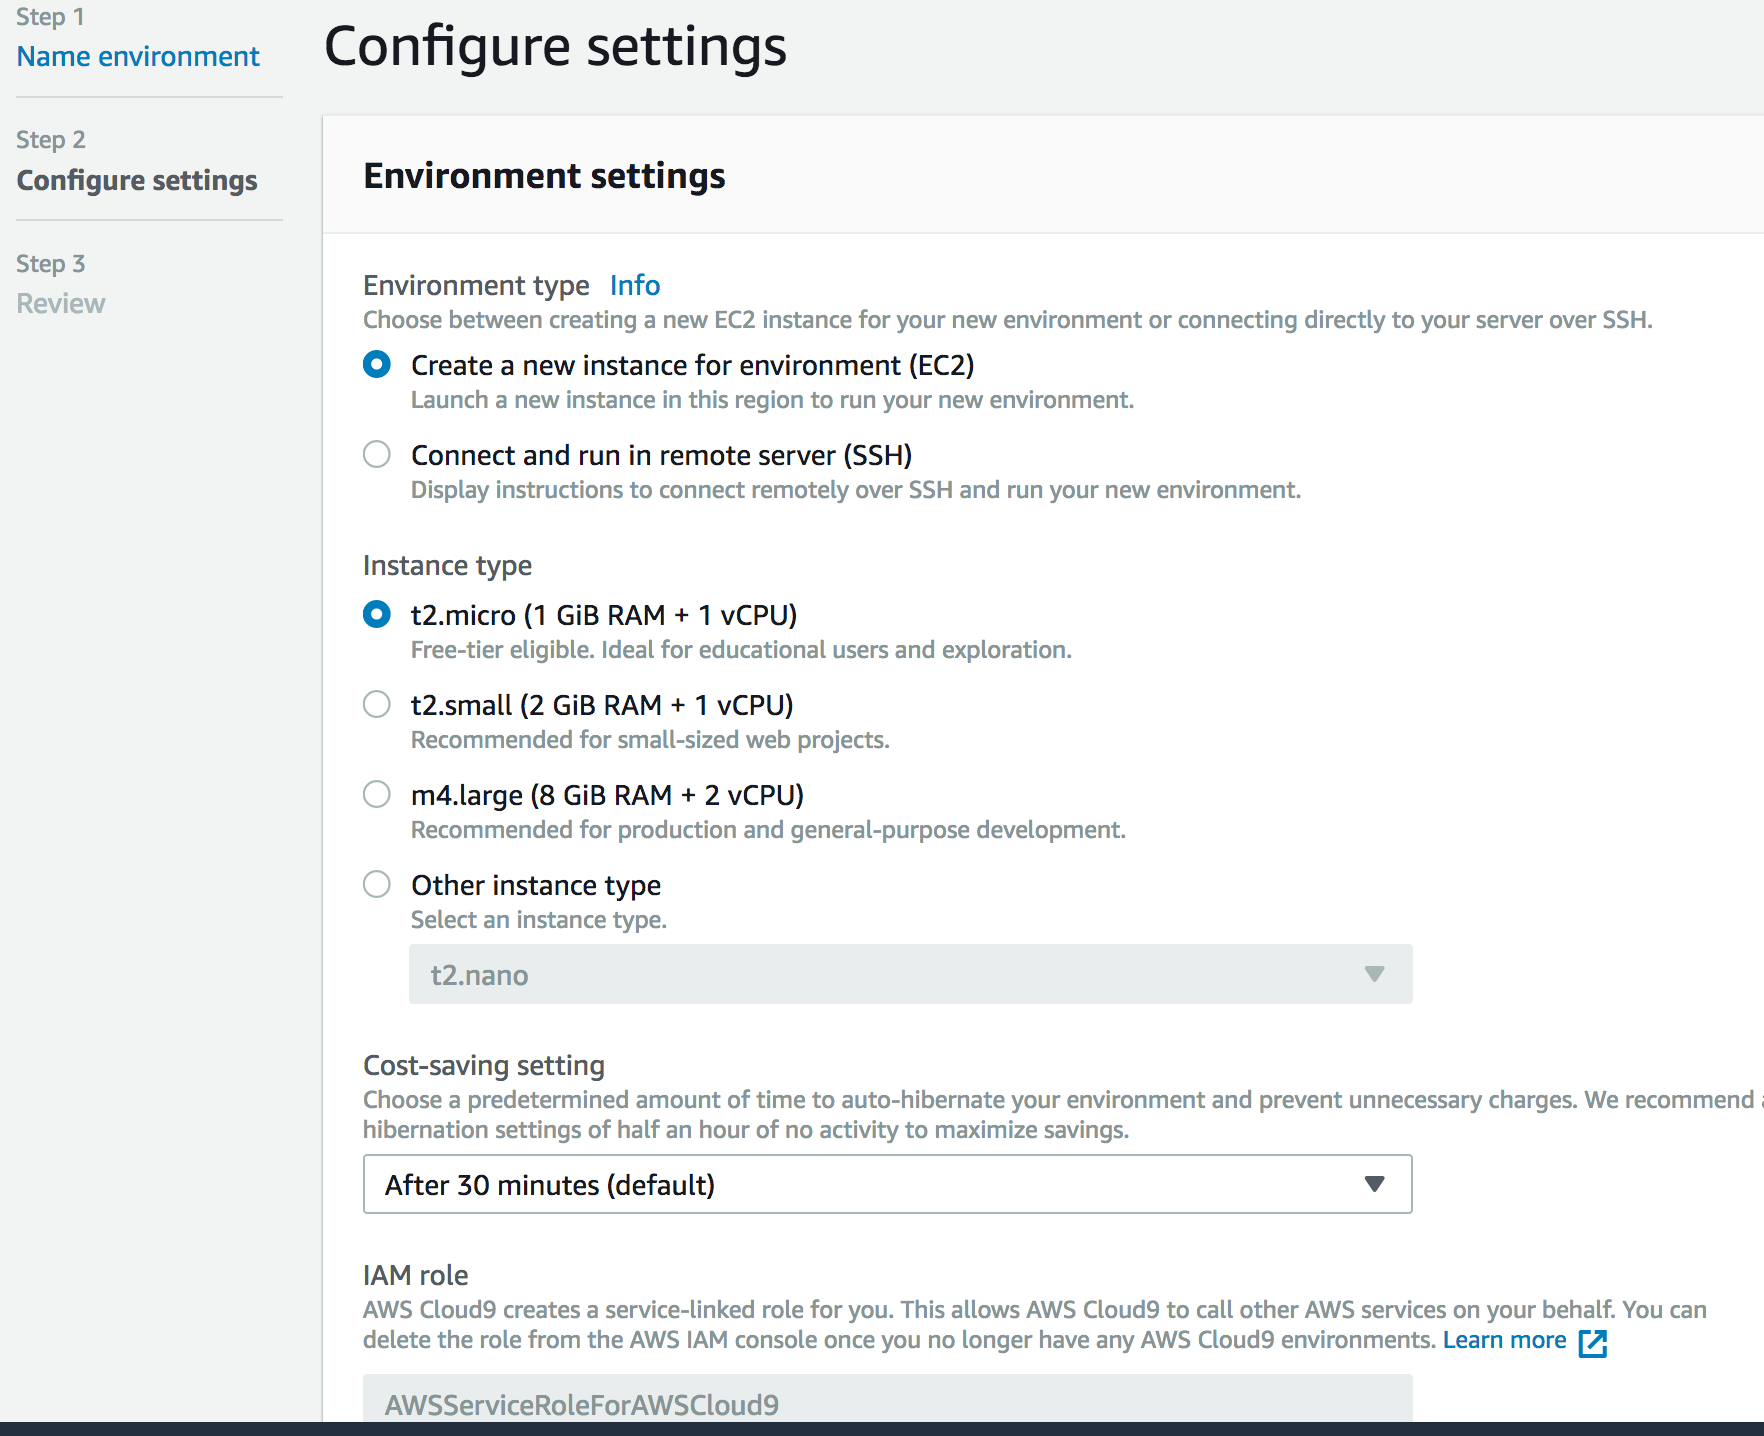 Step 1
Name environment
Step 2
Configure settings
Step 3
Review
Configure settings
Environment settings
Environment type Info
Choose between creating a new EC2 instance for your new environment or connecting directly to your server over SSH.
Create a new instance for environment (EC2)
Launch a new instance in this region to run your new environment.
Connect and run in remote server (SSH)
Display instructions to connect remotely over SSH and run your new environment.
Instance type
t2.micro (1 GiB RAM + 1 vCPU)
Free-tier eligible. Ideal for educational users and exploration.
t2.small (2 GiB RAM + 1 vCPU)
Recommended for small-sized web projects.
m4.large (8 GiB RAM + 2 vCPU)
Recommended for production and general-purpose development.
Other instance type
Select an instance type.
t2.nano
Cost-saving setting
Choose a predetermined amount of time to auto-hibernate your environment and prevent unnecessary charges. We recommend a
hibernation settings of half an hour of no activity to maximize savings.
After 30 minutes (default)
IAM role
AWS Cloud9 creates a service-linked role for you. This allows AWS Cloud9 to call other AWS services on your behalf. You can
delete the role from the AWS IAM console once you no longer have any AWS Cloud9 environments. Learn more
AWSServiceRoleForAWSCloud9